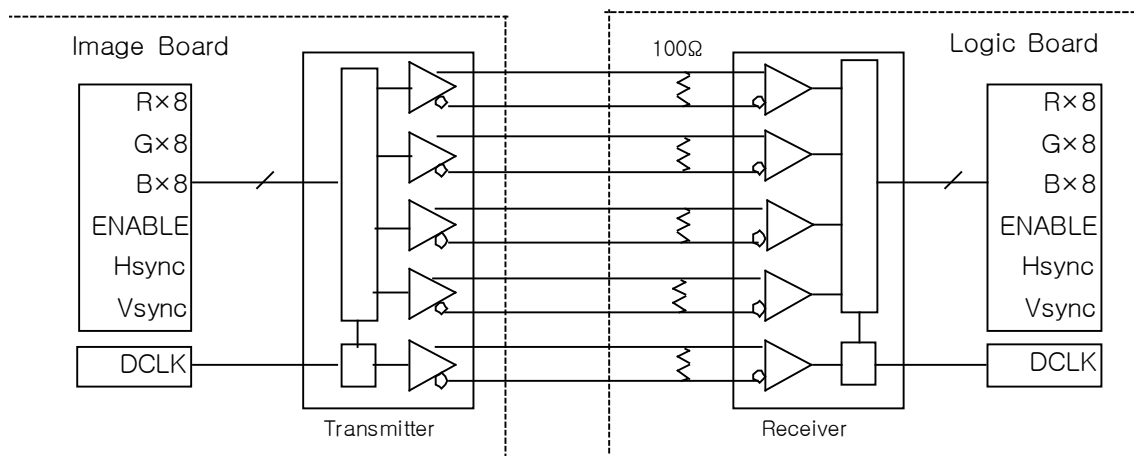 Image Board
R×8
G×8
B×8
ENABLE
Hsync
Vsync
DCLK
Transmitter
100Ω
Receiver
Logic Board
R×8
G×8
B×8
ENABLE
Hsync
Vsync
DCLK